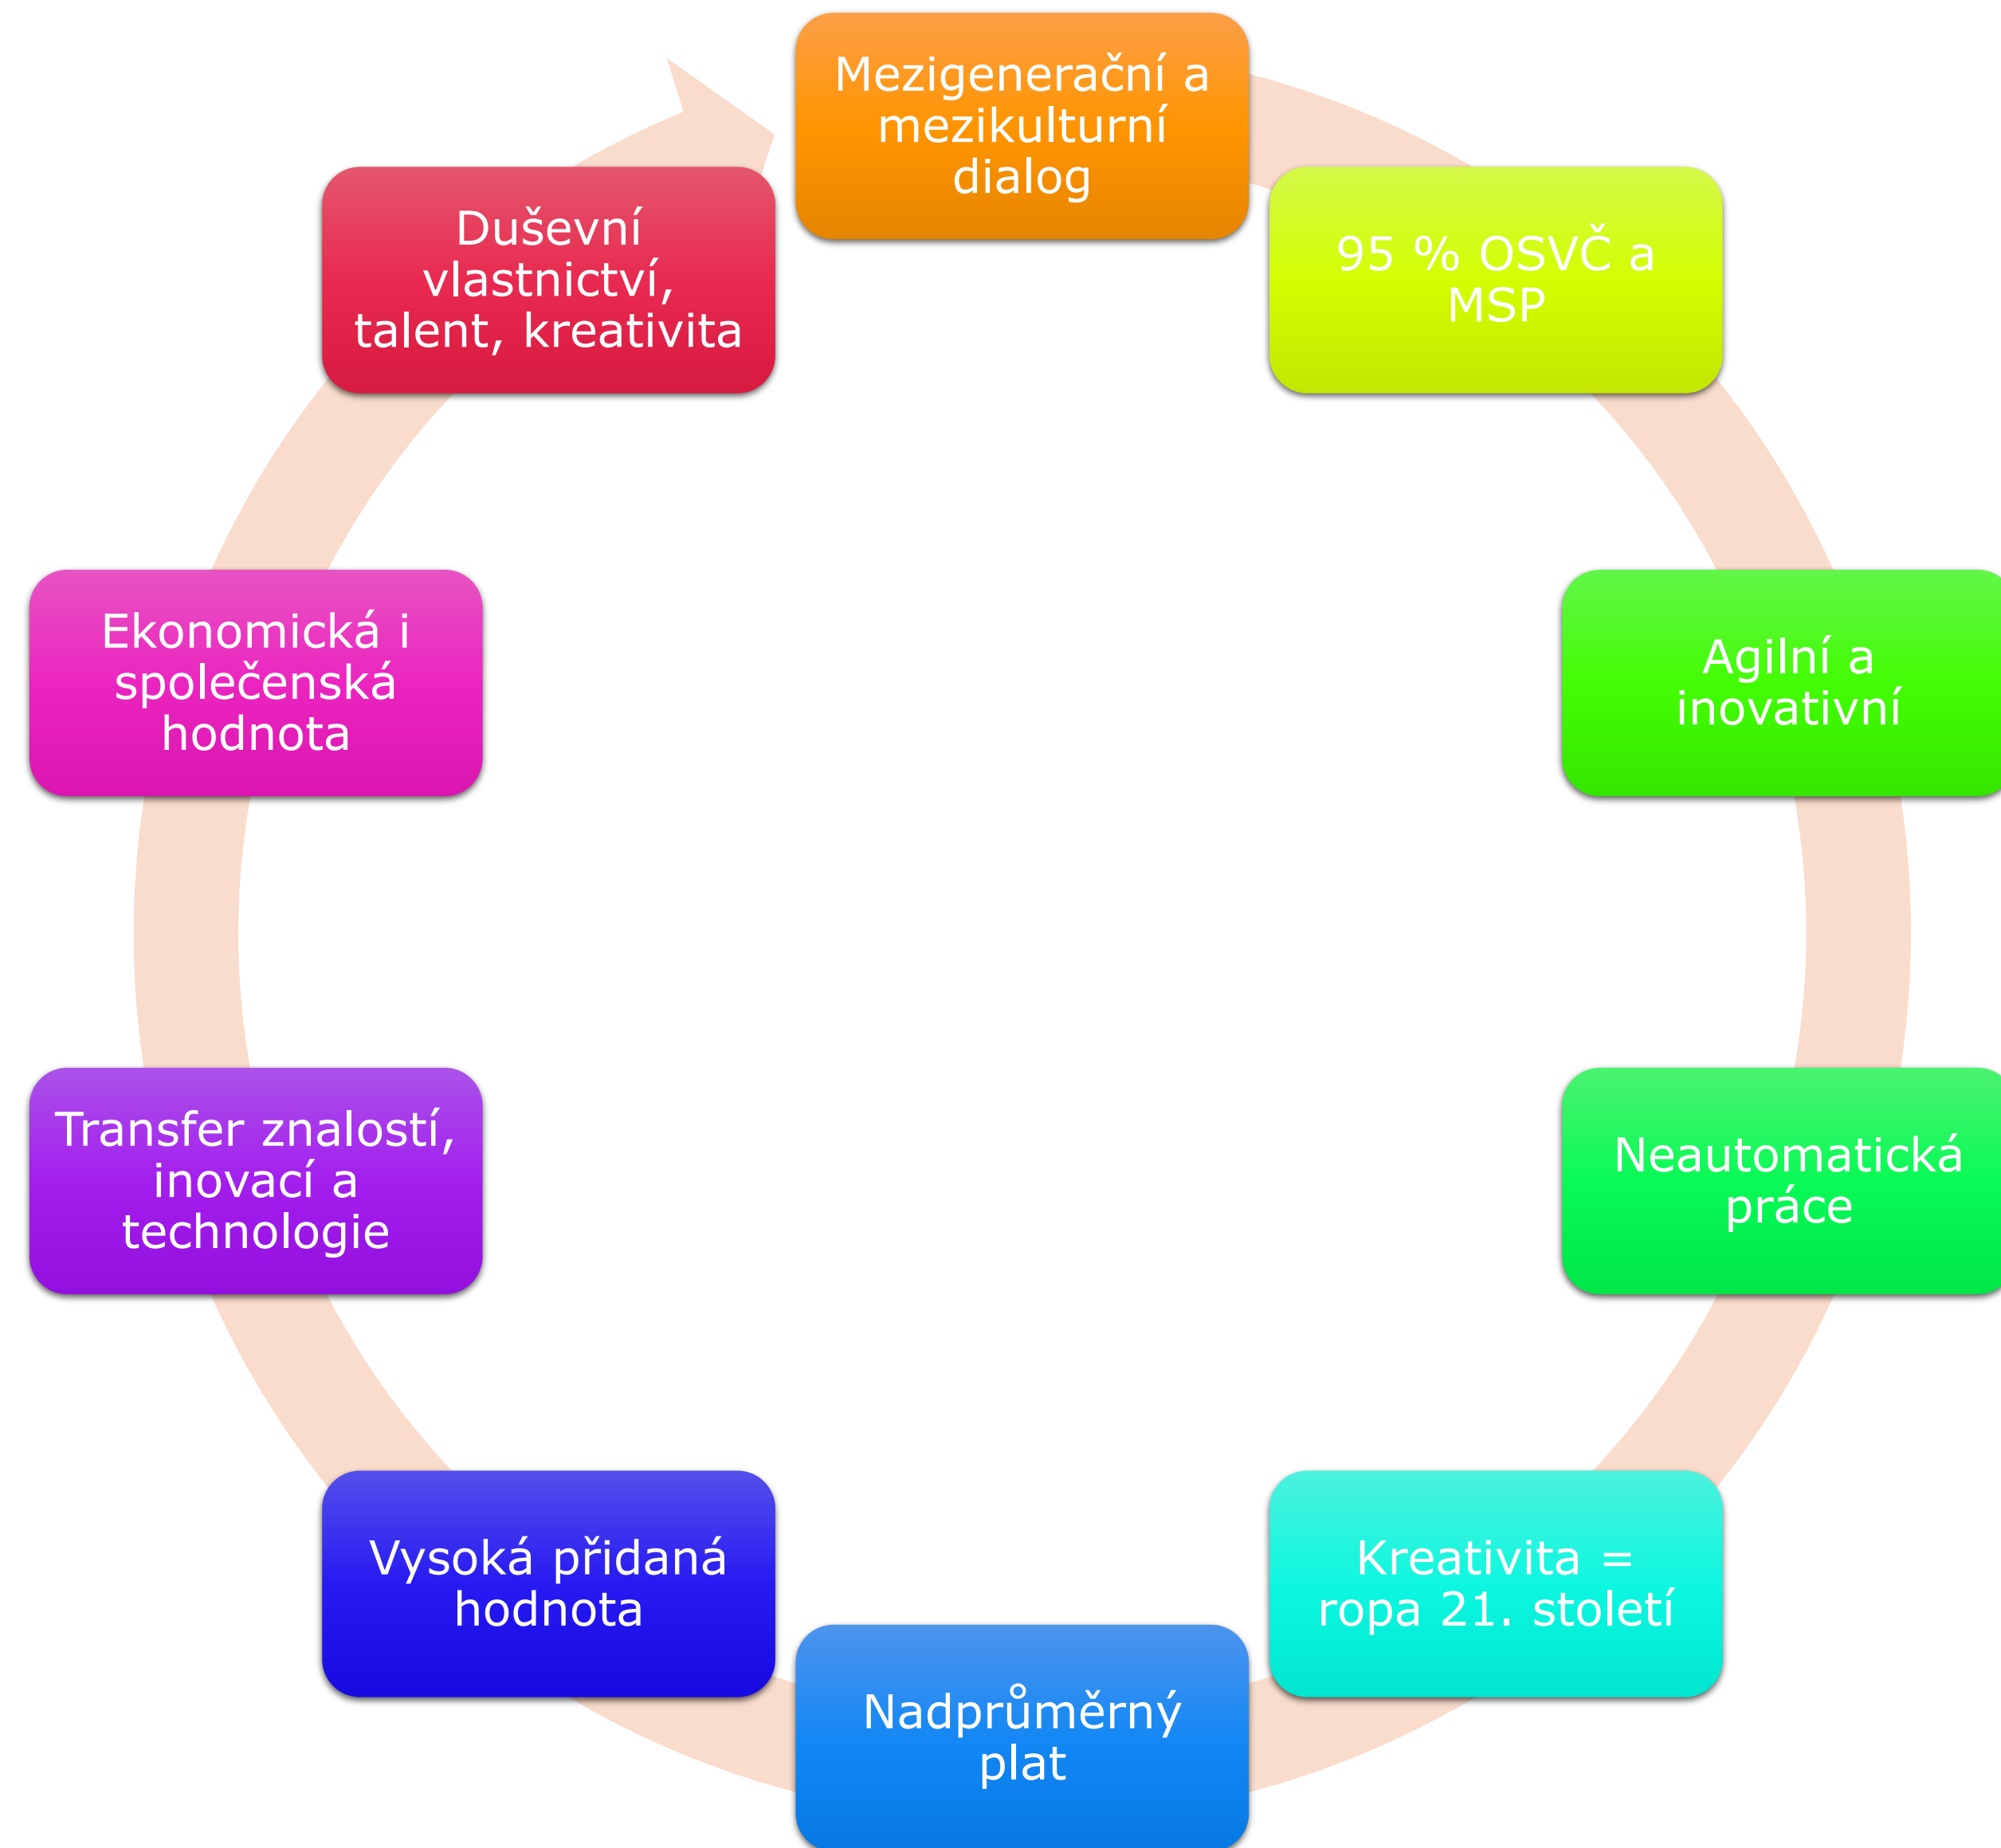 Mezigenerační a
mezikulturní
dialog
95 % OSVČ a
MSP
Agilní a
inovativní
Neautomatická
práce
Kreativita =
ropa 21. století
Nadprůměrný
plat
Vysoká přidaná
hodnota
Transfer znalostí,
inovací a
technologie
Ekonomická i
společenská
hodnota
Duševní
vlastnictví,
talent, kreativita